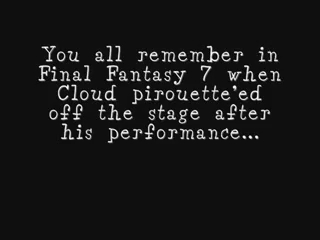 You all remember in
Final Fantasy 7 when
Cloud pirouette'ed
off the stage after
his performance...